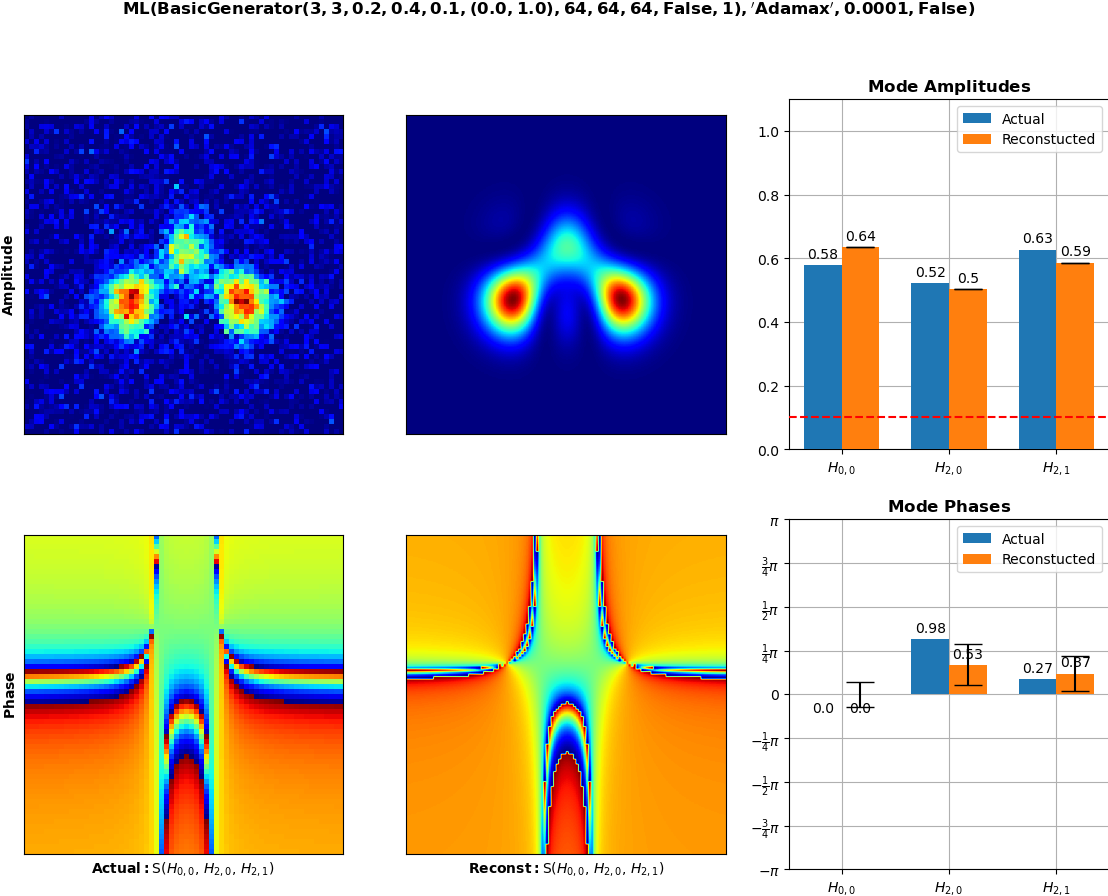 ML(BasicGenerator(3, 3, 0.2, 0.4, 0.1, (0.0, 1.0), 64, 64, 64, False, 1), 'Adamax', 0.0001, False)
Amplitude
Mode Amplitudes
Actual
Reconstucted
1.0
0.8
0.6
0.4
0.2
0.0
0.58
0.64
0.52
0.5
0.63
0.59
H0,0
H2,0
H2,1
Phase
Actual: S(H0,0, H2,0, H2,1)
Reconst: S(H0,0, H2,0, H2,1)
Mode Phases
Actual
Reconstucted
π
3/4π
1/2π
1/4π
0
−1/4π
−1/2π
−3/4π
−π
0.0
0.0
0.98
0.53
0.27
0.37
H0,0
H2,0
H2,1